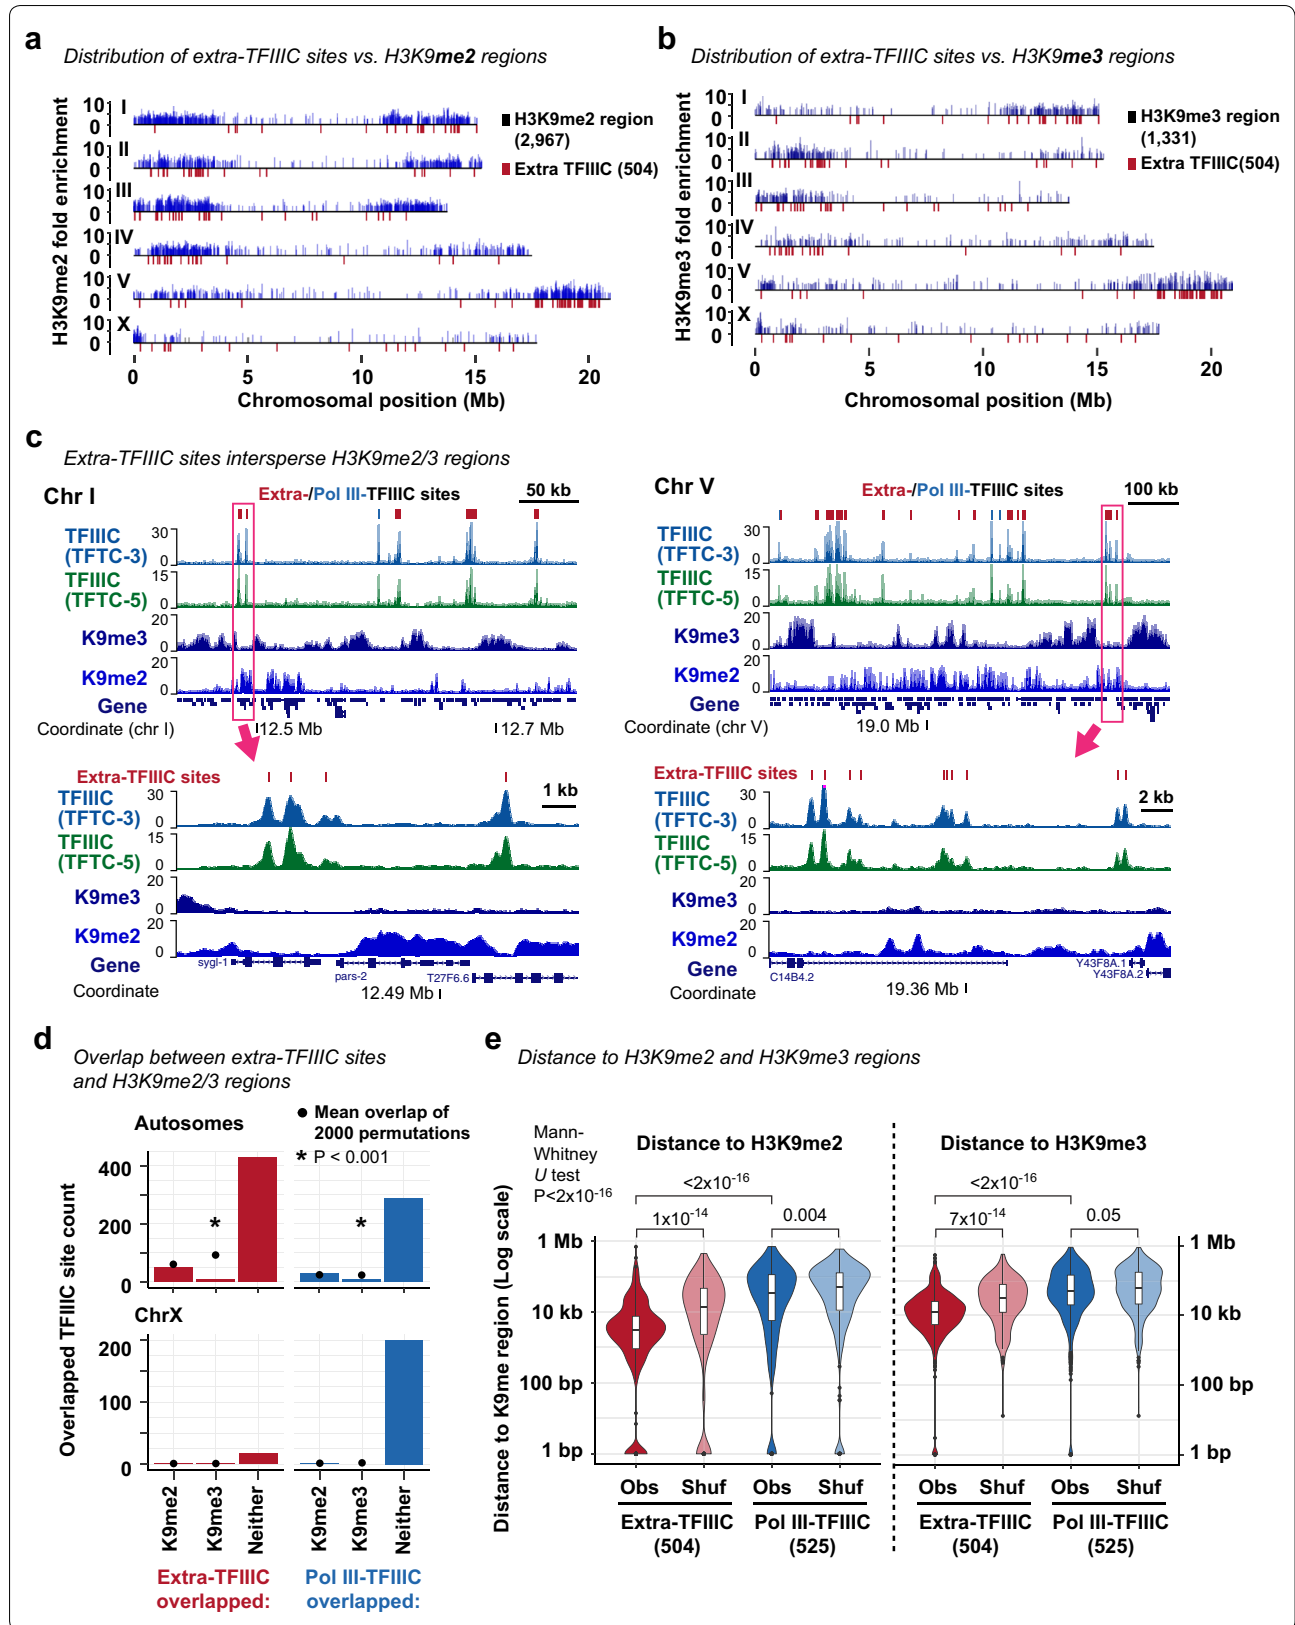 a
Distribution of extra-TFIIIC sites vs. H3K9me2 regions
H3K9me2 fold enrichment
I
10
0
II
10
0
III
10
0
IV
10
0
V
10
0
X
10
0
0 5 10 15 20
Chromosomal position (Mb)
H3K9me2 region
(2,967)
Extra TFIIIC (504)
b
Distribution of extra-TFIIIC sites vs. H3K9me3 regions
H3K9me3 fold enrichment
I
10
0
II
10
0
III
10
0
IV
10
0
V
10
0
X
10
0
0 5 10 15 20
Chromosomal position (Mb)
H3K9me3 region
(1,331)
Extra TFIIIC(504)
c
Extra-TFIIIC sites intersperse H3K9me2/3 regions
Chr I
Extra-/Pol III-TFIIIC sites
50 kb
TFIIIC
(TFTC-3)
30
0
TFIIIC
(TFTC-5)
15
0
K9me3
20
0
K9me2
20
0
Gene
Coordinate (chr I)
12.5 Mb
12.7 Mb
Extra-TFIIIC sites
1 kb
TFIIIC
(TFTC-3)
30
0
TFIIIC
(TFTC-5)
15
0
K9me3
20
0
K9me2
20
0
Gene
sygl-1
pars-2
T27F6.6
Coordinate
12.49 Mb
Chr V
Extra-/Pol III-TFIIIC sites
100 kb
TFIIIC
(TFTC-3)
30
0
TFIIIC
(TFTC-5)
15
0
K9me3
20
0
K9me2
20
0
Gene
Coordinate (chr V)
19.0 Mb
Extra-TFIIIC sites
2 kb
TFIIIC
(TFTC-3)
30
0
TFIIIC
(TFTC-5)
15
0
K9me3
20
0
K9me2
20
0
Gene
C14B4.2
Y43F8A.1
Y43F8A.2
Coordinate
19.36 Mb
d
Overlap between extra-TFIIIC sites
and H3K9me2/3 regions
Autosomes
Mean overlap of
2000 permutations
* P < 0.001
Overlapped TFIIIC site count
400
200
0
*
*
ChrX
200
100
0
K9me2
K9me3
Neither
K9me2
K9me3
Neither
Extra-TFIIIC
overlapped:
Pol III-TFIIIC
overlapped:
e
Distance to H3K9me2 and H3K9me3 regions
Mann-
Whitney
U test
P<2x10-16
Distance to H3K9me2
Distance to H3K9me3
<2x10-16
1x10-14
0.004
<2x10-16
7x10-14
0.05
Distance to K9me region (Log scale)
1 Mb
10 kb
100 bp
1 bp
1 Mb
10 kb
100 bp
1 bp
Obs Shuf Obs Shuf
Extra-TFIIIC
(504)
Pol III-TFIIIC
(525)
Obs Shuf Obs Shuf
Extra-TFIIIC
(504)
Pol III-TFIIIC
(525)